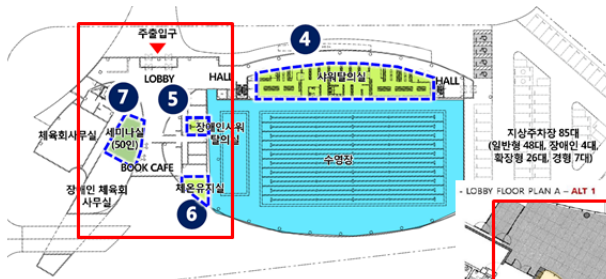 주출입구
4
LOBBY
HALL
샤워탈의실
HALL
7
5
세미나실
(50인)
장애인샤워
탈의실
체육회사무실
수영장
지상주차장 85대
(일반형 48대, 장애인 4대,
확장형 26대, 경형 7대)
BOOK CAFE
장애인 체육회
사무실
체온유지실
6
- LOBBY FLOOR PLAN A – ALT 1